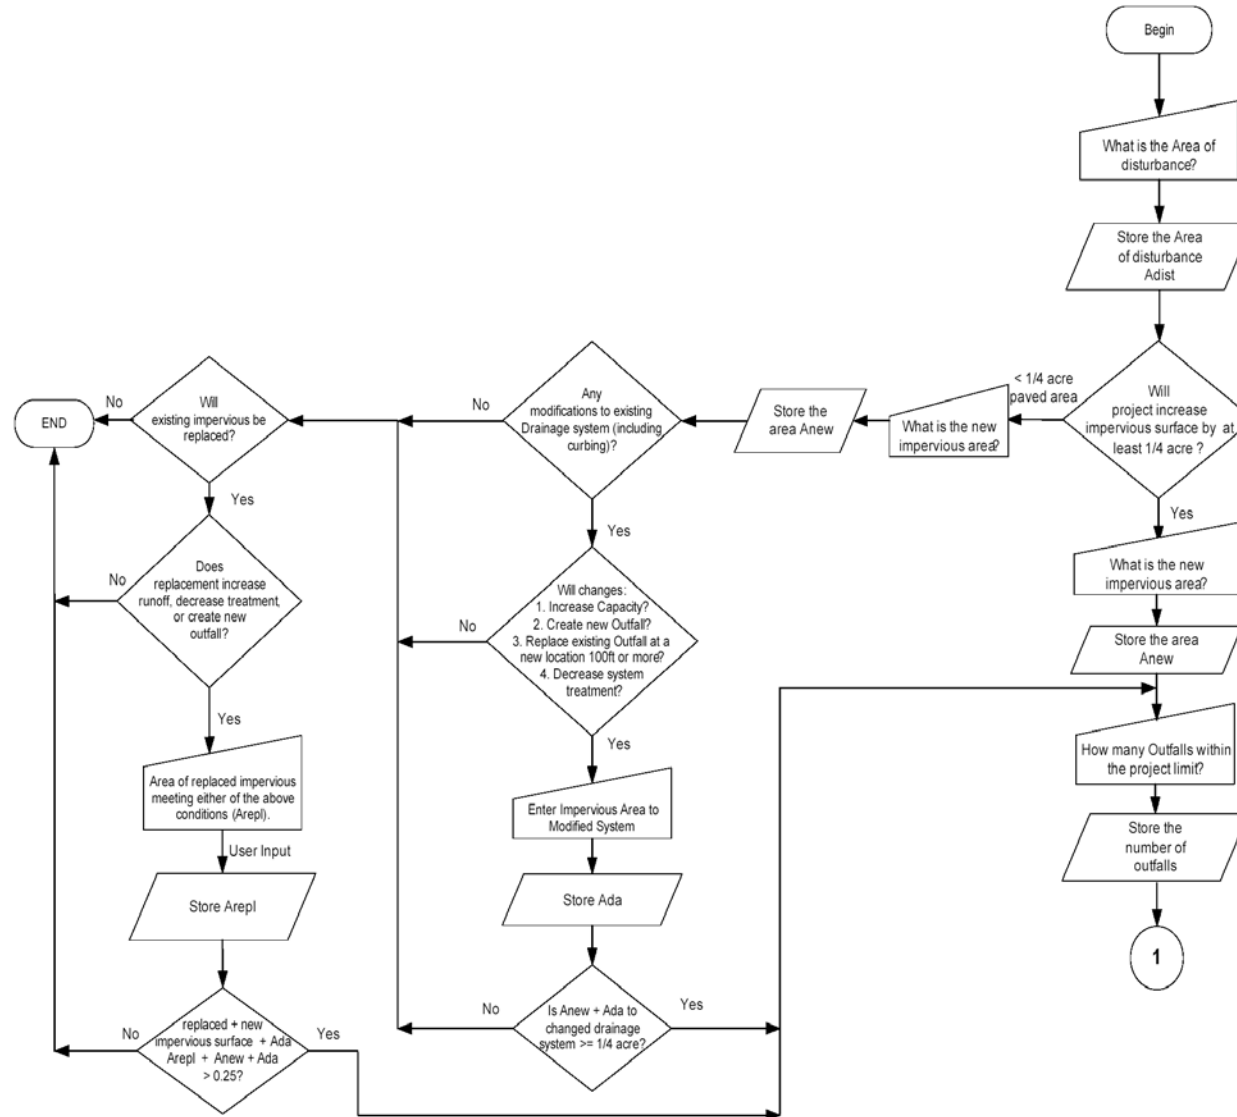 Begin
What is the Area of
disturbance?
Store the Area
of disturbance
Adist
Will
project increase
impervious surface by at
least 1/4 acre ?
< 1/4 acre
paved area
What is the new
impervious area?
Store the
area Anew
Any
modifications to existing
Drainage system (including
curbing)?
No
Will
existing impervious be
replaced?
No
END
Yes
Does
replacement increase
runoff, decrease treatment,
or create new
outfall?
No
Yes
Area of replaced impervious
meeting either of the above
conditions (Arepl).
User Input
Store Arepl
replaced + new
impervious surface + Ada
Arepl + Anew + Ada
> 0.25?
No
Yes
Yes
Will changes:
1. Increase Capacity?
2. Create new Outfall?
3. Replace existing Outfall at a
new location 100ft or more?
4. Decrease system
treatment?
No
Yes
Enter Impervious Area to
Modified System
Store Ada
Is Anew + Ada to
changed drainage
system >= 1/4 acre?
No
Yes
Yes
What is the new
impervious area?
Store the area
Anew
How many Outfalls within
the project limit?
Store the
number of
outfalls
1